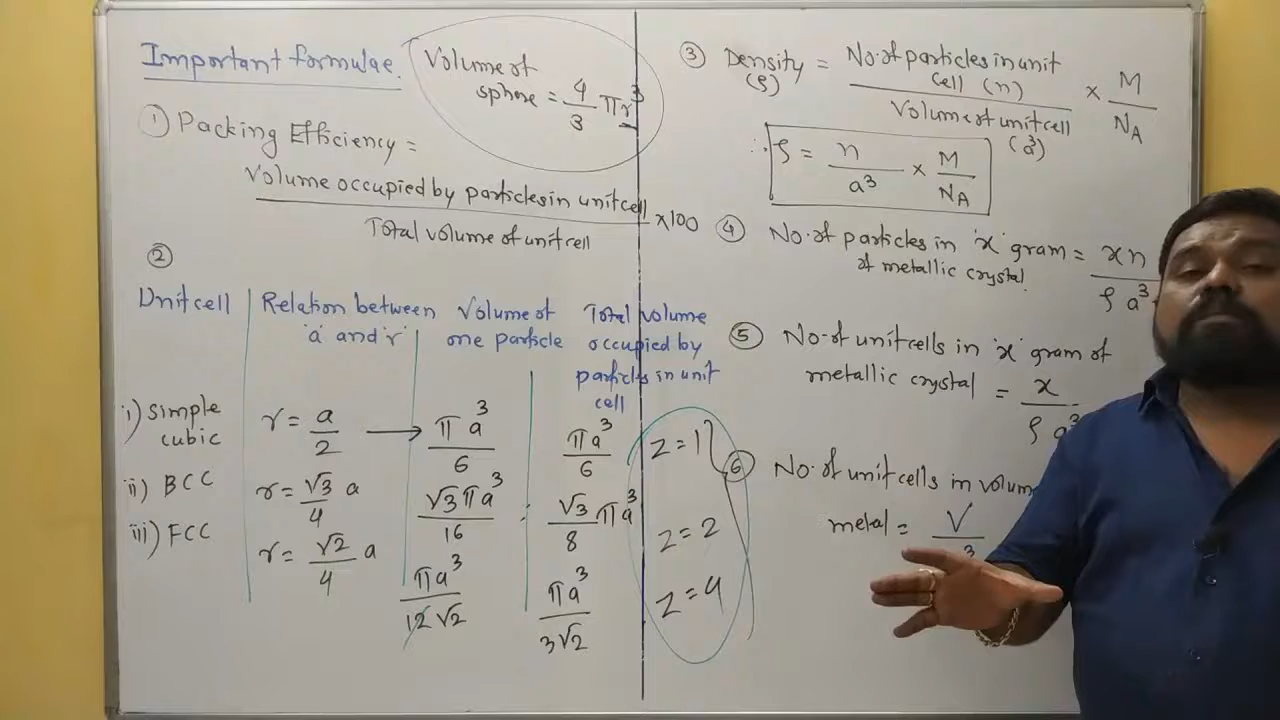 Important formulae.
Volume of
sphere = 4/3 πr³
① Packing Efficiency =
Volume occupied by particles in unit cell / Total volume of unit cell ×100
②
Unit cell | Relation between 'a' and 'r' | Volume of one particle | Total volume occupied by particles in unit cell
i) Simple cubic r = a/2 → πa³/6 πa³/6 Z=1
ii) BCC r = √3/4 a √3πa³/16 √3/8 πa³ Z=2
iii) FCC r = √2/4 a πa³/12√2 πa³/3√2 Z=4
③ Density (ρ) = No. of particles in unit cell (n) / Volume of unit cell (a³) × M/N_A
∴ ρ = n/a³ × M/N_A
④ No. of particles in 'x' gram = xn / ρa³
of metallic crystal.
⑤ No. of unit cells in 'x' gram of
metallic crystal = x / ρa³
⑥ No. of unit cells in volum
metal = V / ³